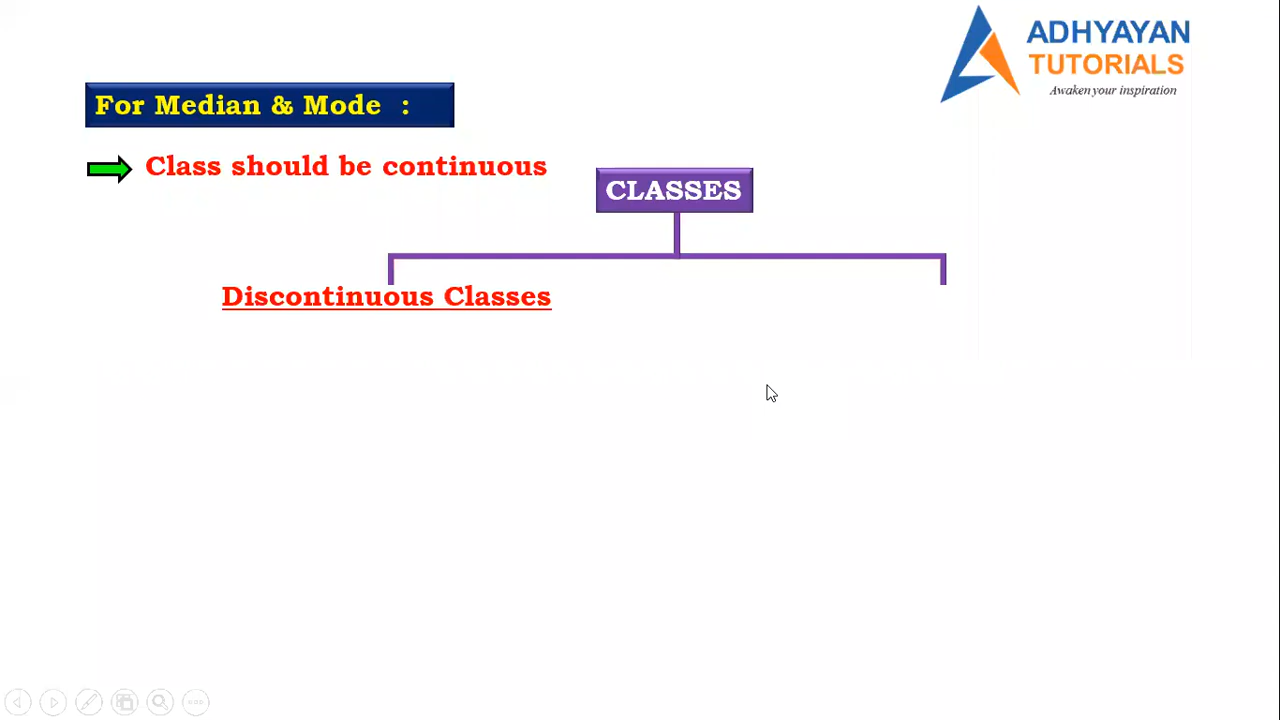 ADHYAYAN
TUTORIALS
Awaken your inspiration
For Median & Mode :
Class should be continuous
CLASSES
Discontinuous Classes